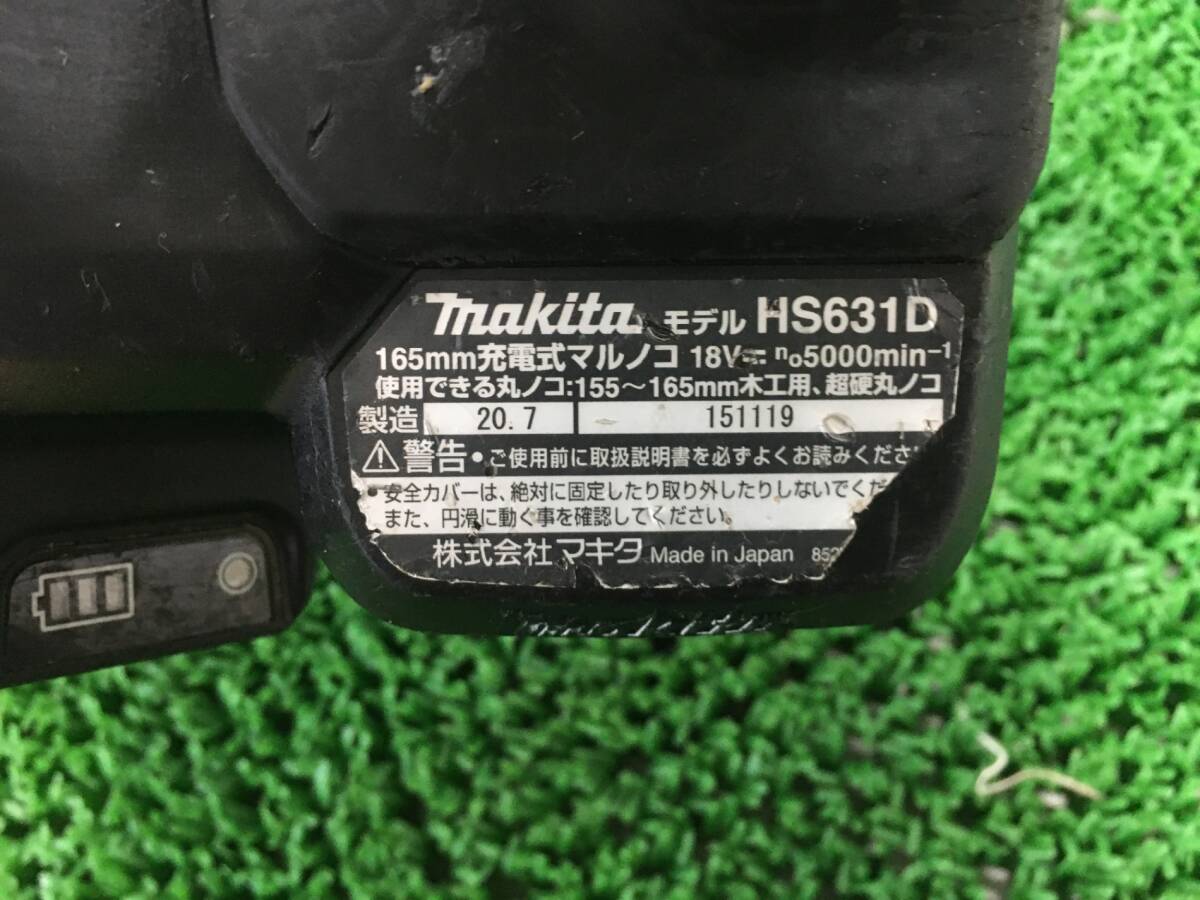 makita モデル HS631D
165mm充電式マルノコ 18V⎓ n₀5000min⁻¹
使用できる丸ノコ:155～165mm木工用、超硬丸ノコ
製造 20.7 151119
⚠警告 •ご使用前に取扱説明書を必ずよくお読みくださ
•安全カバーは、絶対に固定したり取り外したりしないでくだ
また、円滑に動く事を確認してください。
株式会社マキタ Made in Japan 852